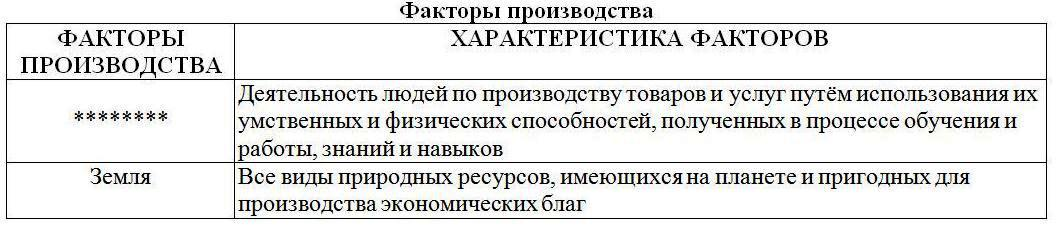 Факторы производства
ФАКТОРЫ
ПРОИЗВОДСТВА
ХАРАКТЕРИСТИКА ФАКТОРОВ
********
Деятельность людей по производству товаров и услуг путём использования их
умственных и физических способностей, полученных в процессе обучения и
работы, знаний и навыков
Земля
Все виды природных ресурсов, имеющихся на планете и пригодных для
производства экономических благ